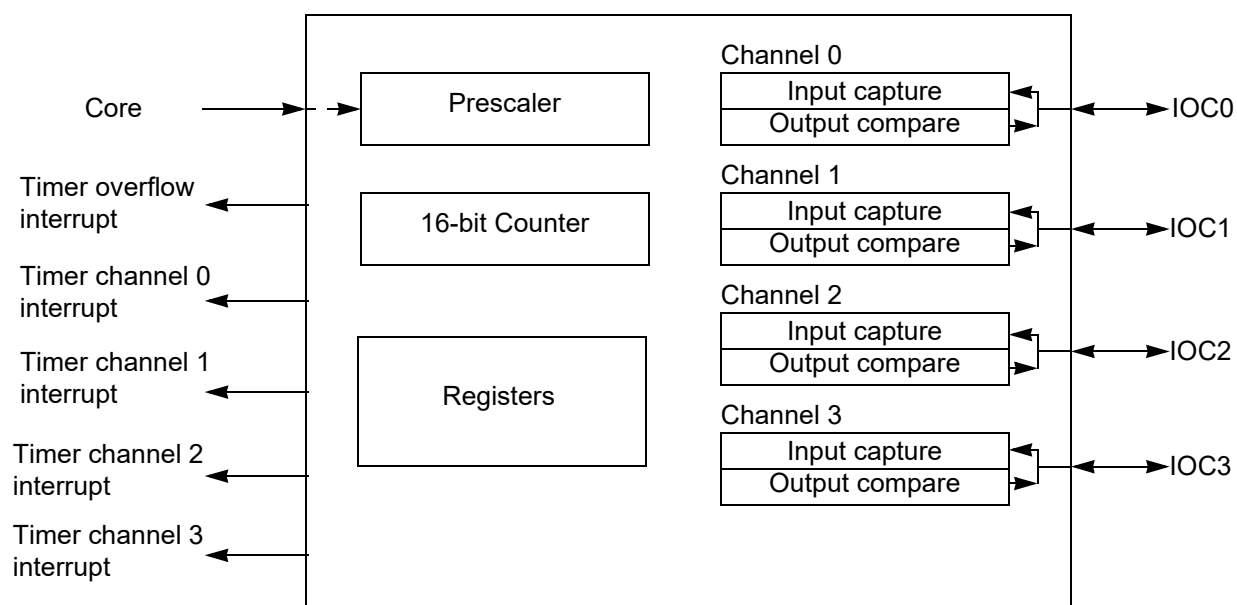 Core
Timer overflow
interrupt
Timer channel 0
interrupt
Timer channel 1
interrupt
Timer channel 2
interrupt
Timer channel 3
interrupt
Prescaler
16-bit Counter
Registers
Channel 0
Input capture
Output compare
IOC0
Channel 1
Input capture
Output compare
IOC1
Channel 2
Input capture
Output compare
IOC2
Channel 3
Input capture
Output compare
IOC3